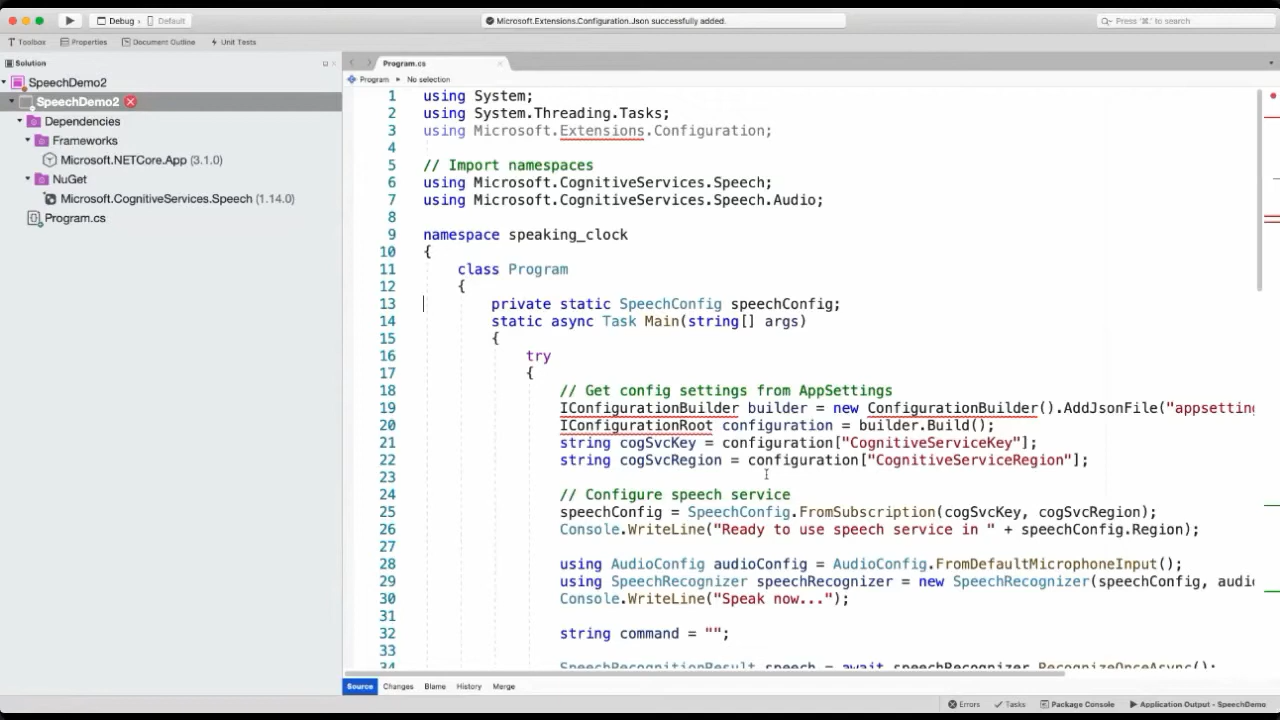 Debug › Default
Microsoft.Extensions.Configuration.Json successfully added.
Press '⌘.' to search
Toolbox Properties Document Outline Unit Tests
Solution
Program.cs
Program ▸ No selection
SpeechDemo2
SpeechDemo2
Dependencies
Frameworks
Microsoft.NETCore.App (3.1.0)
NuGet
Microsoft.CognitiveServices.Speech (1.14.0)
Program.cs
1 using System;
2 using System.Threading.Tasks;
3 using Microsoft.Extensions.Configuration;
4
5 // Import namespaces
6 using Microsoft.CognitiveServices.Speech;
7 using Microsoft.CognitiveServices.Speech.Audio;
8
9 namespace speaking_clock
10 {
11 class Program
12 {
13 private static SpeechConfig speechConfig;
14 static async Task Main(string[] args)
15 {
16 try
17 {
18 // Get config settings from AppSettings
19 IConfigurationBuilder builder = new ConfigurationBuilder().AddJsonFile("appsetting
20 IConfigurationRoot configuration = builder.Build();
21 string cogSvcKey = configuration["CognitiveServiceKey"];
22 string cogSvcRegion = configuration["CognitiveServiceRegion"];
23
24 // Configure speech service
25 speechConfig = SpeechConfig.FromSubscription(cogSvcKey, cogSvcRegion);
26 Console.WriteLine("Ready to use speech service in " + speechConfig.Region);
27
28 using AudioConfig audioConfig = AudioConfig.FromDefaultMicrophoneInput();
29 using SpeechRecognizer speechRecognizer = new SpeechRecognizer(speechConfig, audio
30 Console.WriteLine("Speak now...");
31
32 string command = "";
33
34 SpeechRecognitionResult speech = await speechRecognizer.RecognizeOnceAsync();
Source Changes Blame History Merge
Errors Tasks Package Console Application Output - SpeechDemo